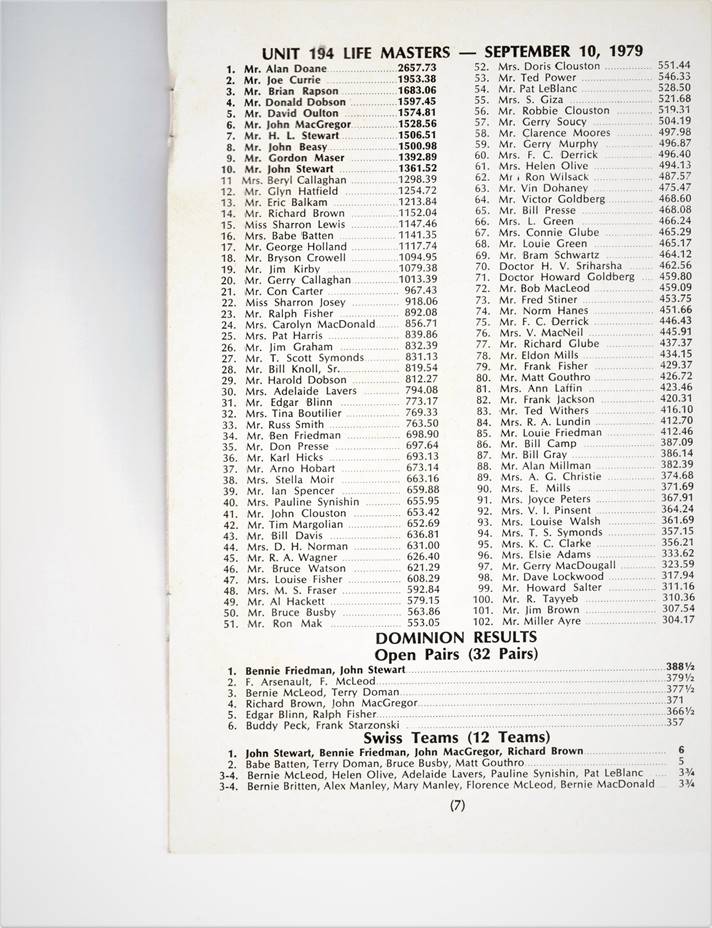 UNIT 194 LIFE MASTERS — SEPTEMBER 10, 1979
1. Mr. Alan Doane 2657.73
2. Mr. Joe Currie 1953.38
3. Mr. Brian Rapson 1683.06
4. Mr. Donald Dobson 1597.45
5. Mr. David Oulton 1574.81
6. Mr. John MacGregor 1528.56
7. Mr. H. L. Stewart 1506.51
8. Mr. John Beasy 1500.98
9. Mr. Gordon Maser 1392.89
10. Mr. John Stewart 1361.52
11 Mrs. Beryl Callaghan 1298.39
12. Mr. Glyn Hatfield 1254.72
13. Mr. Eric Balkam 1213.84
14. Mr. Richard Brown 1152.04
15. Miss Sharron Lewis 1147.46
16. Mrs. Babe Batten 1141.35
17. Mr. George Holland 1117.74
18. Mr. Bryson Crowell 1094.95
19. Mr. Jim Kirby 1079.38
20. Mr. Gerry Callaghan 1013.39
21. Mr. Con Carter 967.43
22. Miss Sharron Josey 918.06
23. Mr. Ralph Fisher 892.08
24. Mrs. Carolyn MacDonald 856.71
25. Mrs. Pat Harris 839.86
26. Mr. Jim Graham 832.39
27. Mr. T. Scott Symonds 831.13
28. Mr. Bill Knoll, Sr. 819.54
29. Mr. Harold Dobson 812.27
30. Mrs. Adelaide Lavers 794.08
31. Mr. Edgar Blinn 773.17
32. Mrs. Tina Boutilier 769.33
33. Mr. Russ Smith 763.50
34. Mr. Ben Friedman 698.90
35. Mr. Don Presse 697.64
36. Mr. Karl Hicks 693.13
37. Mr. Arno Hobart 673.14
38. Mrs. Stella Moir 663.16
39. Mr. Ian Spencer 659.88
40. Mrs. Pauline Synishin 655.95
41. Mr. John Clouston 653.42
42. Mr. Tim Margolian 652.69
43. Mr. Bill Davis 636.81
44. Mrs. D. H. Norman 631.00
45. Mr. R. A. Wagner 626.40
46. Mr. Bruce Watson 621.29
47. Mrs. Louise Fisher 608.29
48. Mrs. M. S. Fraser 592.84
49. Mr. Al Hackett 579.15
50. Mr. Bruce Busby 563.86
51. Mr. Ron Mak 553.05
52. Mrs. Doris Clouston 551.44
53. Mr. Ted Power 546.33
54. Mr. Pat LeBlanc 528.50
55. Mrs. S. Giza 521.68
56. Mr. Robbie Clouston 519.31
57. Mr. Gerry Soucy 504.19
58. Mr. Clarence Moores 497.98
59. Mr. Gerry Murphy 496.87
60. Mrs. F. C. Derrick 496.40
61. Mrs. Helen Olive 494.13
62. Mr Ron Wilsack 487.57
63. Mr. Vin Dohaney 475.47
64. Mr. Victor Goldberg 468.60
65. Mr. Bill Presse 468.08
66. Mrs. L. Green 466.24
67. Mrs. Connie Glube 465.29
68. Mr. Louie Green 465.17
69. Mr. Bram Schwartz 464.12
70. Doctor H. V. Sriharsha 462.56
71. Doctor Howard Goldberg 459.80
72. Mr. Bob MacLeod 459.09
73. Mr. Fred Stiner 453.75
74. Mr. Norm Hanes 451.66
75. Mr. F. C. Derrick 446.43
76. Mrs. V. MacNeil 445.91
77. Mr. Richard Glube 437.37
78. Mr. Eldon Mills 434.15
79. Mr. Frank Fisher 429.37
80. Mr. Matt Gouthro 426.72
81. Mrs. Ann Laffin 423.46
82. Mr. Frank Jackson 420.31
83. Mr. Ted Withers 416.10
84. Mrs. R. A. Lundin 412.70
85. Mr. Louie Friedman 412.46
86. Mr. Bill Camp 387.09
87. Mr. Bill Gray 386.14
88. Mr. Alan Millman 382.39
89. Mrs. A. G. Christie 374.68
90. Mrs. E. Mills 371.69
91. Mrs. Joyce Peters 367.91
92. Mrs. V. I. Pinsent 364.24
93. Mrs. Louise Walsh 361.69
94. Mrs. T. S. Symonds 357.15
95. Mrs. K. C. Clarke 356.21
96. Mrs. Elsie Adams 333.62
97. Mr. Gerry MacDougall 323.59
98. Mr. Dave Lockwood 317.94
99. Mr. Howard Salter 311.16
100. Mr. R. Tayyeb 310.36
101. Mr. Jim Brown 307.54
102. Mr. Miller Ayre 304.17
DOMINION RESULTS
Open Pairs (32 Pairs)
1. Bennie Friedman, John Stewart 388½
2. F. Arsenault, F. McLeod 379½
3. Bernie McLeod, Terry Doman 377½
4. Richard Brown, John MacGregor 371
5. Edgar Blinn, Ralph Fisher 366½
6. Buddy Peck, Frank Starzonski 357
Swiss Teams (12 Teams)
1. John Stewart, Bennie Friedman, John MacGregor, Richard Brown 6
2. Babe Batten, Terry Doman, Bruce Busby, Matt Gouthro 5
3-4. Bernie McLeod, Helen Olive, Adelaide Lavers, Pauline Synishin, Pat LeBlanc 3¾
3-4. Bernie Britten, Alex Manley, Mary Manley, Florence McLeod, Bernie MacDonald 3¾
(7)